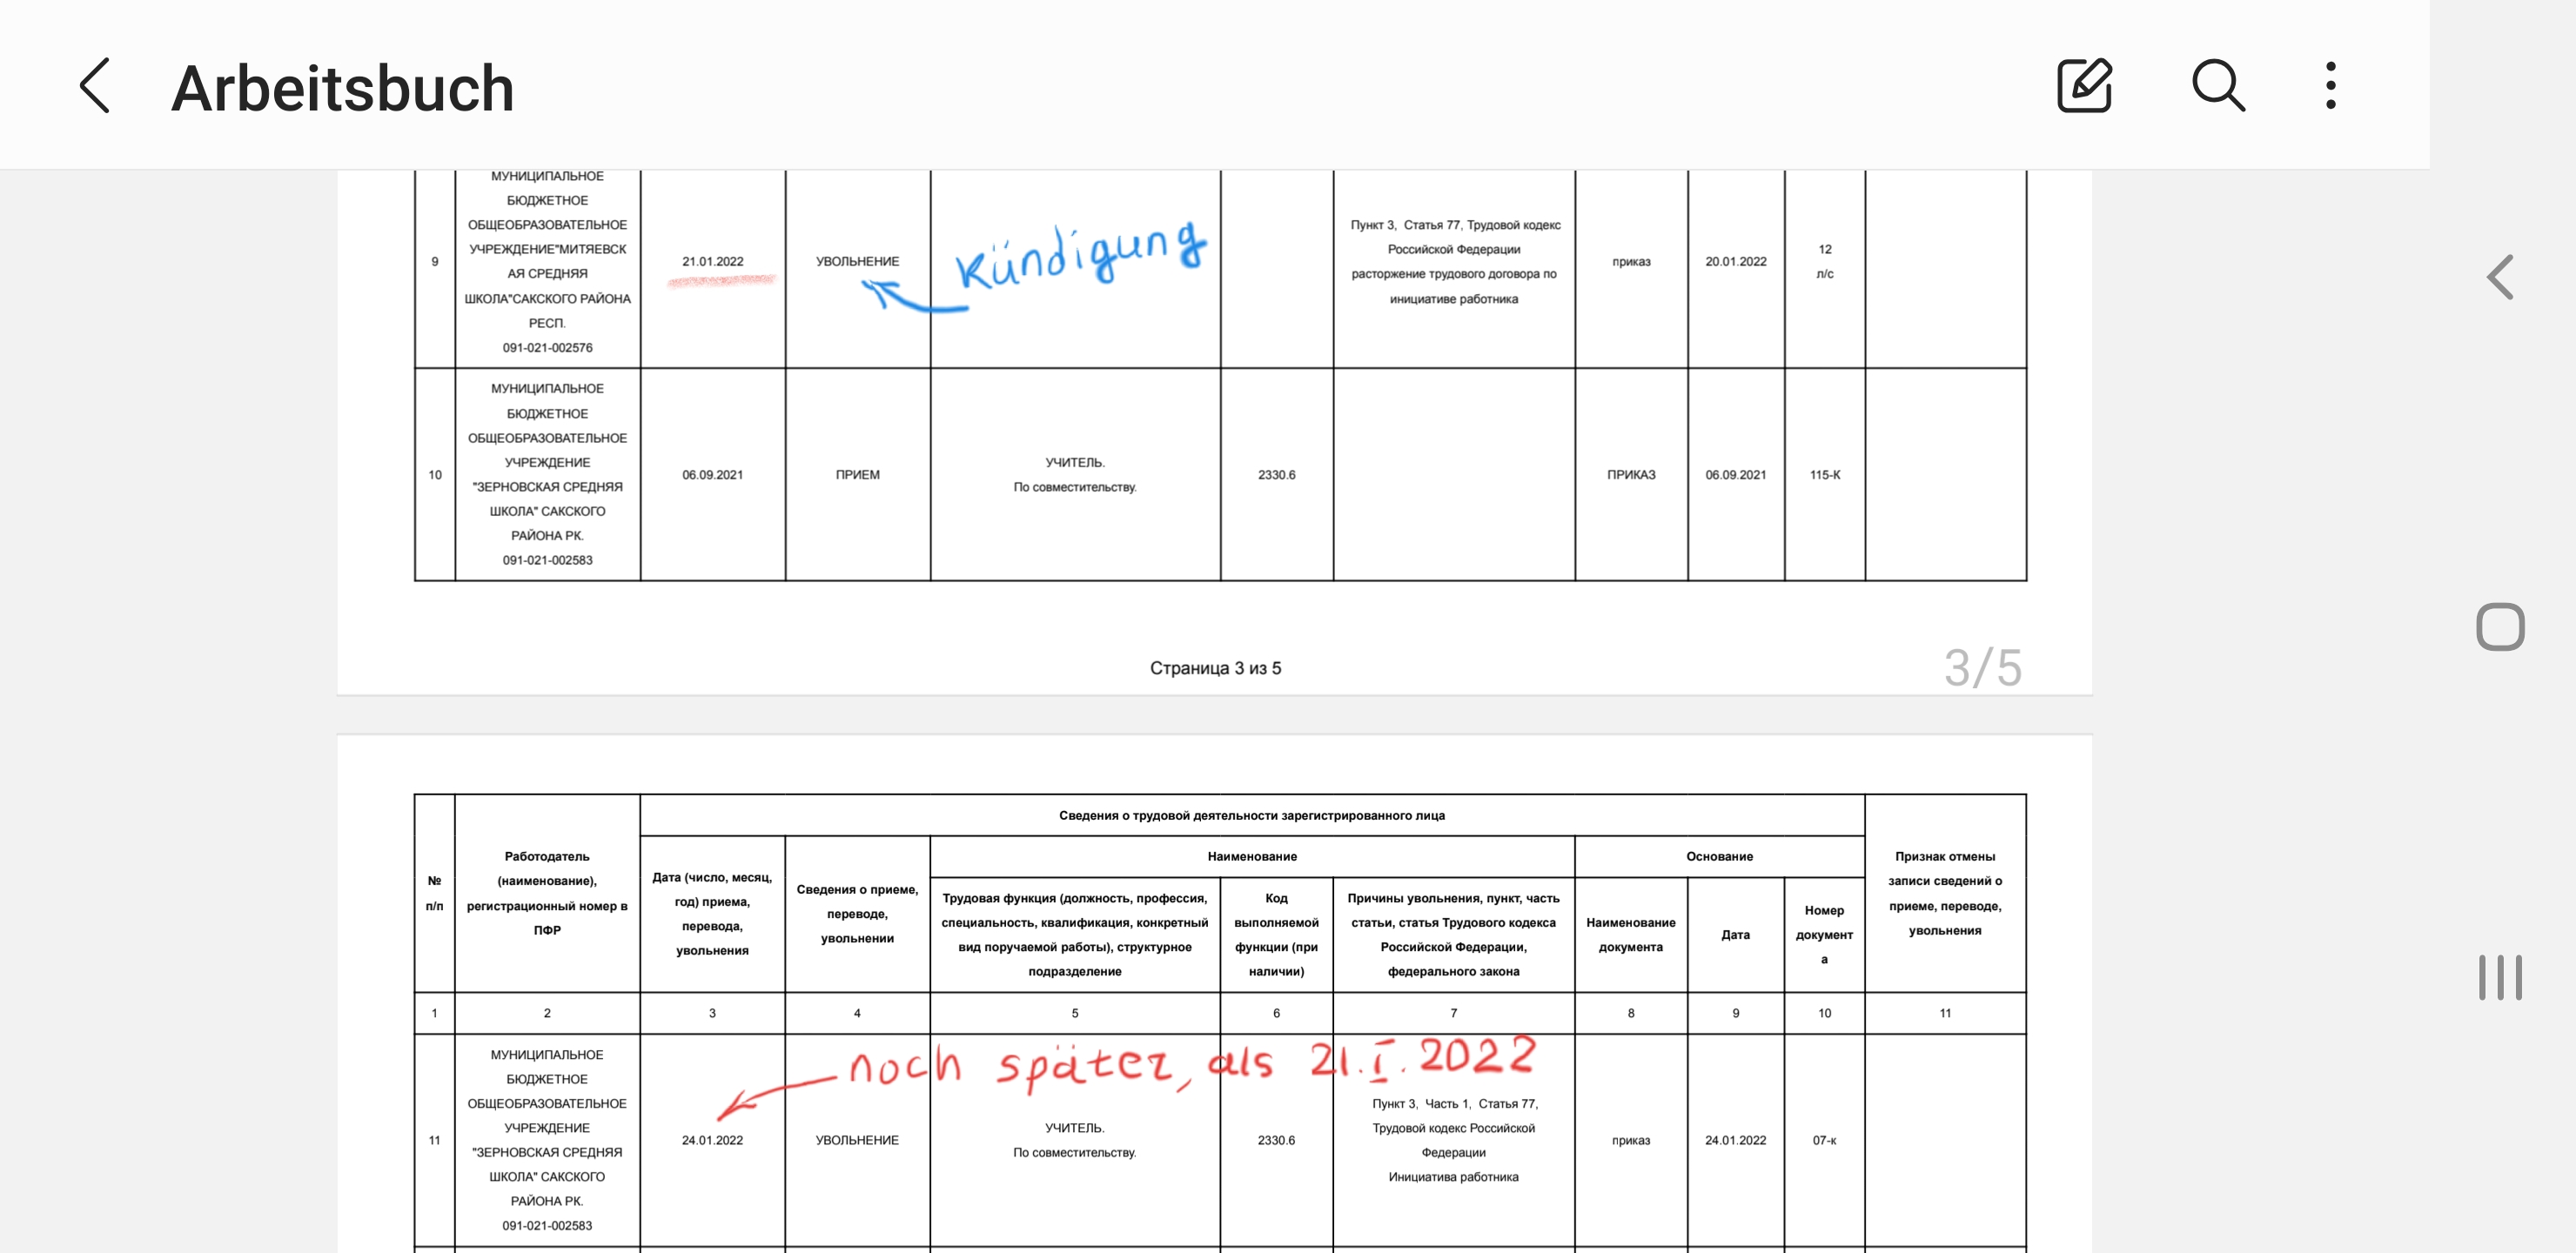 Arbeitsbuch
9
МУНИЦИПАЛЬНОЕ
БЮДЖЕТНОЕ
ОБЩЕОБРАЗОВАТЕЛЬНОЕ
УЧРЕЖДЕНИЕ"МИТЯЕВСК
АЯ СРЕДНЯЯ
ШКОЛА"САКСКОГО РАЙОНА
РЕСП.
091-021-002576
21.01.2022
УВОЛЬНЕНИЕ
Kündigung
Пункт 3, Статья 77, Трудовой кодекс
Российской Федерации
расторжение трудового договора по
инициативе работника
приказ
20.01.2022
12
л/с
10
МУНИЦИПАЛЬНОЕ
БЮДЖЕТНОЕ
ОБЩЕОБРАЗОВАТЕЛЬНОЕ
УЧРЕЖДЕНИЕ
"ЗЕРНОВСКАЯ СРЕДНЯЯ
ШКОЛА" САКСКОГО
РАЙОНА РК.
091-021-002583
06.09.2021
ПРИЕМ
УЧИТЕЛЬ.
По совместительству.
2330.6
ПРИКАЗ
06.09.2021
115-К
Страница 3 из 5
3/5
№
п/п
Работодатель
(наименование),
регистрационный номер в
ПФР
Сведения о трудовой деятельности зарегистрированного лица
Дата (число, месяц,
год) приема,
перевода,
увольнения
Сведения о приеме,
переводе,
увольнении
Наименование
Трудовая функция (должность, профессия,
специальность, квалификация, конкретный
вид поручаемой работы), структурное
подразделение
Код
выполняемой
функции (при
наличии)
Причины увольнения, пункт, часть
статьи, статья Трудового кодекса
Российской Федерации,
федерального закона
Основание
Наименование
документа
Дата
Номер
документ
а
Признак отмены
записи сведений о
приеме, переводе,
увольнения
1 2 3 4 5 6 7 8 9 10 11
noch später, als 21.I.2022
11
МУНИЦИПАЛЬНОЕ
БЮДЖЕТНОЕ
ОБЩЕОБРАЗОВАТЕЛЬНОЕ
УЧРЕЖДЕНИЕ
"ЗЕРНОВСКАЯ СРЕДНЯЯ
ШКОЛА" САКСКОГО
РАЙОНА РК.
091-021-002583
24.01.2022
УВОЛЬНЕНИЕ
УЧИТЕЛЬ.
По совместительству.
2330.6
Пункт 3, Часть 1, Статья 77,
Трудовой кодекс Российской
Федерации
Инициатива работника
приказ
24.01.2022
07-к